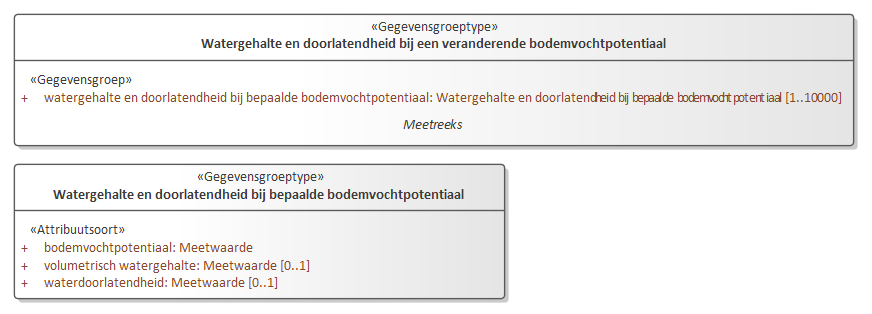 «Gegevensgroeptype»
Watergehalte en doorlatendheid bij een veranderende bodemvochtpotentiaal
«Gegevensgroep»
+ watergehalte en doorlatendheid bij bepaalde bodemvochtpotentiaal: Watergehalte en doorlatendheid bij bepaalde bodemvochtpotentiaal [1..10000]
Meetreeks
«Gegevensgroeptype»
Watergehalte en doorlatendheid bij bepaalde bodemvochtpotentiaal
«Attribuutsoort»
+ bodemvochtpotentiaal: Meetwaarde
+ volumetrisch watergehalte: Meetwaarde [0..1]
+ waterdoorlatendheid: Meetwaarde [0..1]